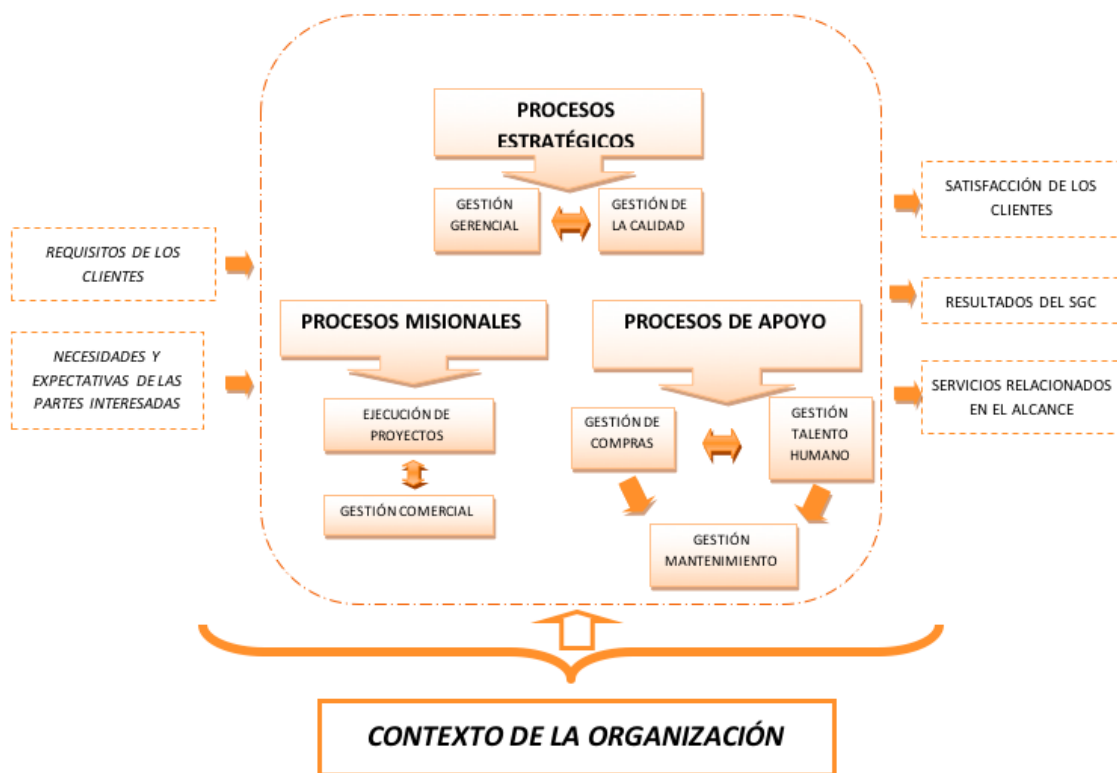 PROCESOS
ESTRATÉGICOS
GESTIÓN
GERENCIAL
GESTIÓN DE
LA CALIDAD
REQUISITOS DE LOS
CLIENTES
NECESIDADES Y
EXPECTATIVAS DE LAS
PARTES INTERESADAS
PROCESOS MISIONALES
EJECUCIÓN DE
PROYECTOS
GESTIÓN COMERCIAL
PROCESOS DE APOYO
GESTIÓN DE
COMPRAS
GESTIÓN
TALENTO
HUMANO
GESTIÓN
MANTENIMIENTO
SATISFACCIÓN DE LOS
CLIENTES
RESULTADOS DEL SGC
SERVICIOS RELACIONADOS
EN EL ALCANCE
CONTEXTO DE LA ORGANIZACIÓN